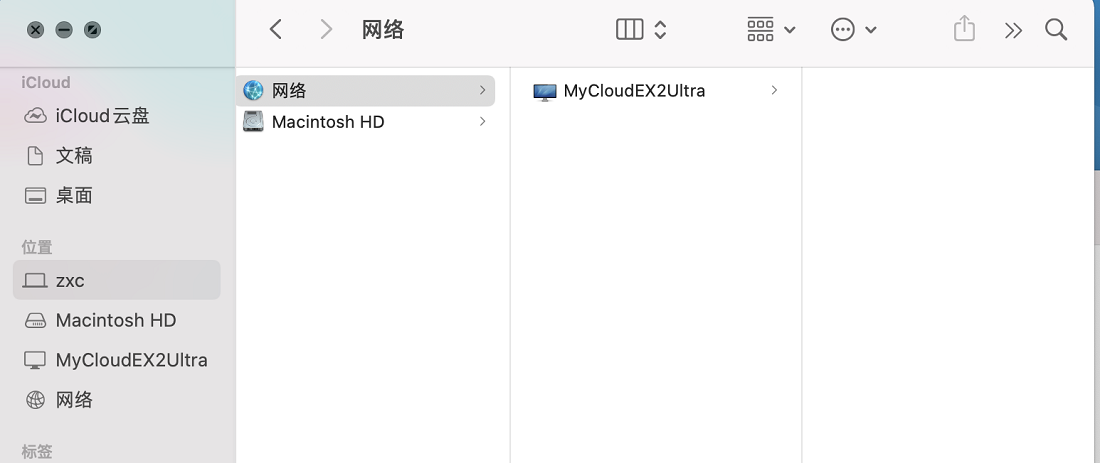 网络
iCloud
iCloud云盘
文稿
桌面
位置
zxc
Macintosh HD
MyCloudEX2Ultra
网络
标签
网络
Macintosh HD
MyCloudEX2Ultra